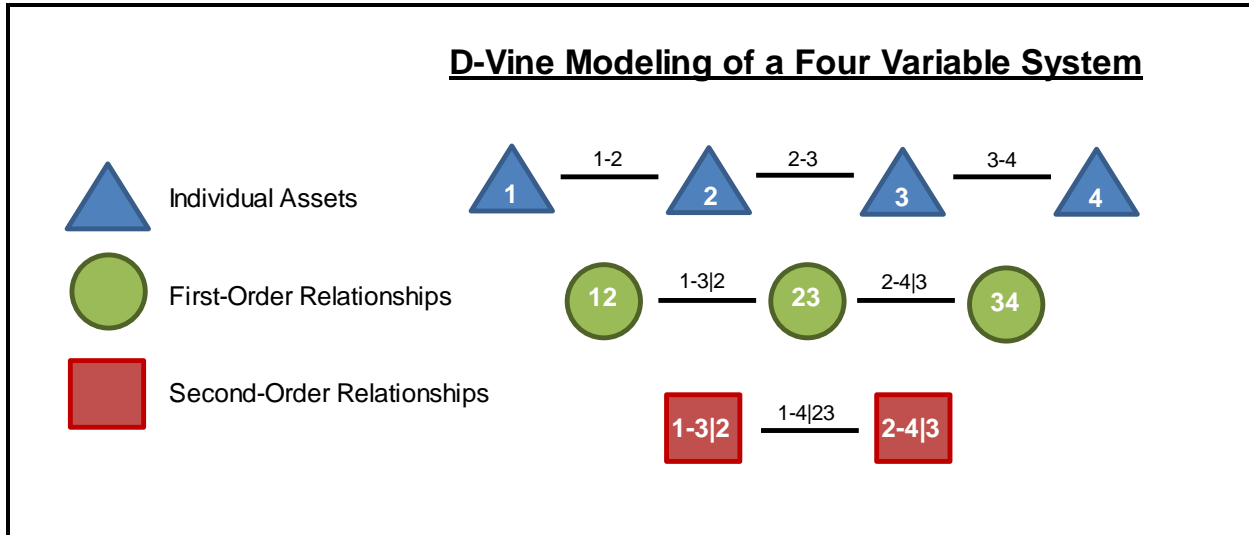 D-Vine Modeling of a Four Variable System
1-2 2-3 3-4
Individual Assets 1 2 3 4
1-3|2 2-4|3
First-Order Relationships 12 23 34
Second-Order Relationships
1-4|23
1-3|2 2-4|3